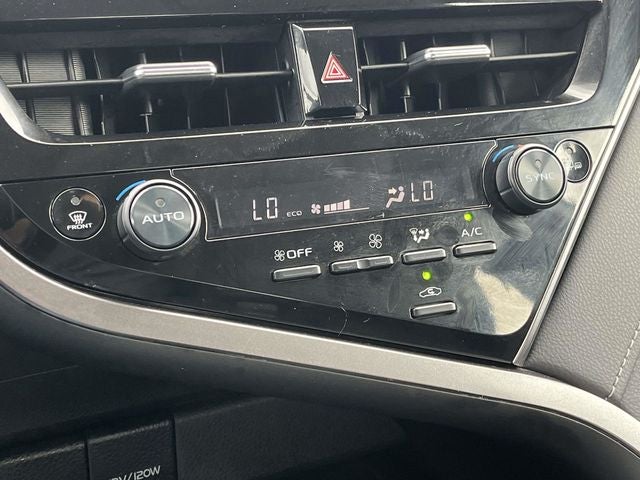 FRONT
AUTO
LO
ECO
LO
SYNC
OFF
A/C
/120W